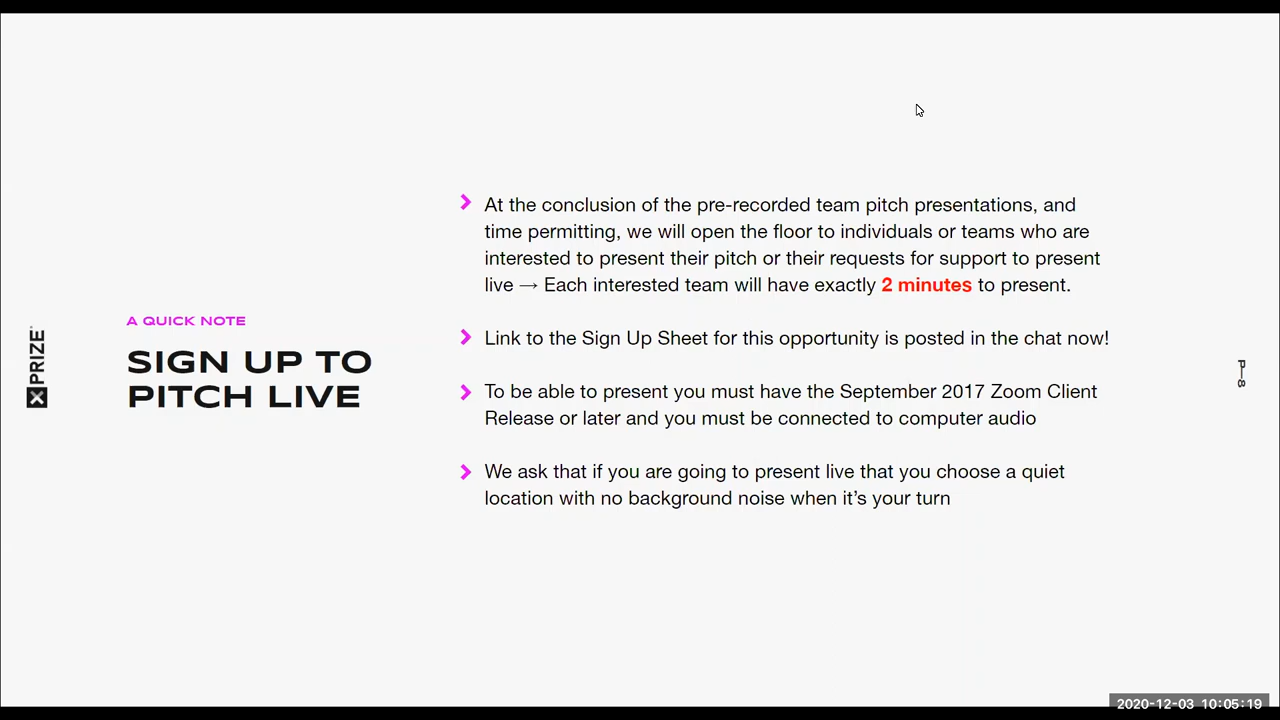 XPRIZE
A QUICK NOTE
SIGN UP TO
PITCH LIVE
At the conclusion of the pre-recorded team pitch presentations, and
time permitting, we will open the floor to individuals or teams who are
interested to present their pitch or their requests for support to present
live → Each interested team will have exactly 2 minutes to present.
Link to the Sign Up Sheet for this opportunity is posted in the chat now!
To be able to present you must have the September 2017 Zoom Client
Release or later and you must be connected to computer audio
We ask that if you are going to present live that you choose a quiet
location with no background noise when it’s your turn
P—8
2020-12-03 10:05:19